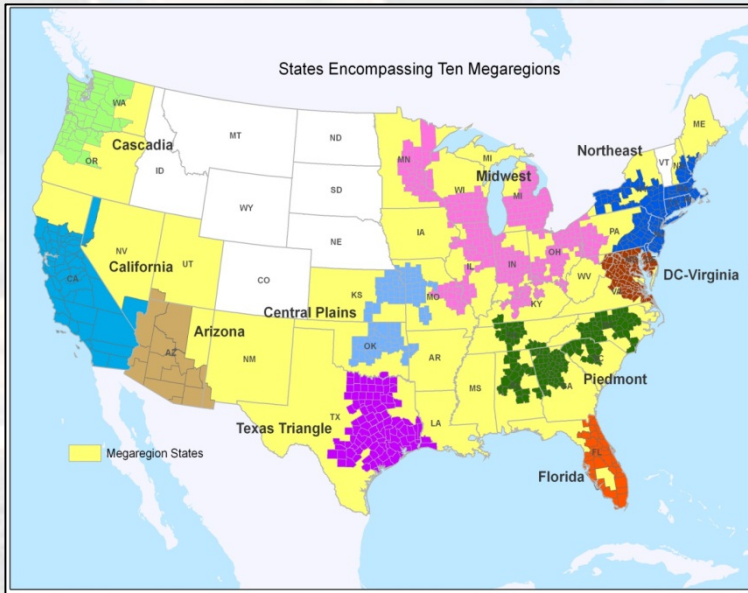 States Encompassing Ten Megaregions
WA
ME
MT
ND
Northeast
OR
Cascadia
MN
MI
VT
ID
Midwest
SD
WI
MI
WY
IA
PA
NE
NV
OH
IL
IN
DC-Virginia
UT
California
CO
WV
CA
KS
MO
VA
Central Plains
KY
Arizona
OK
AZ
NM
AR
Piedmont
MS
GA
Texas Triangle
TX
LA
Megaregion States
FL
Florida